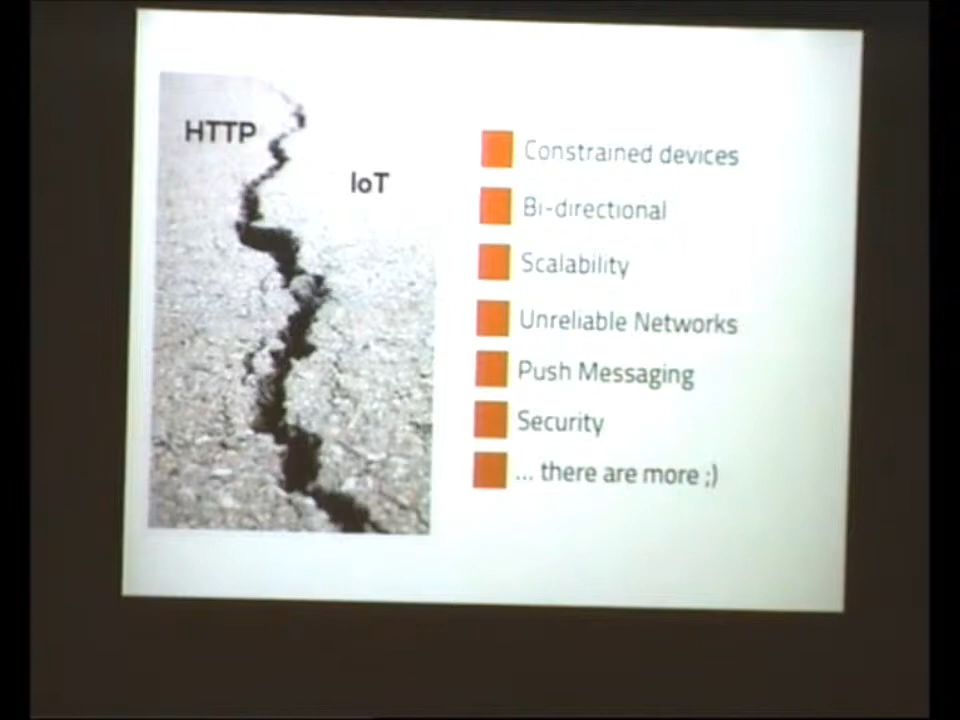 HTTP
IoT
Constrained devices
Bi-directional
Scalability
Unreliable Networks
Push Messaging
Security
... there are more ;)